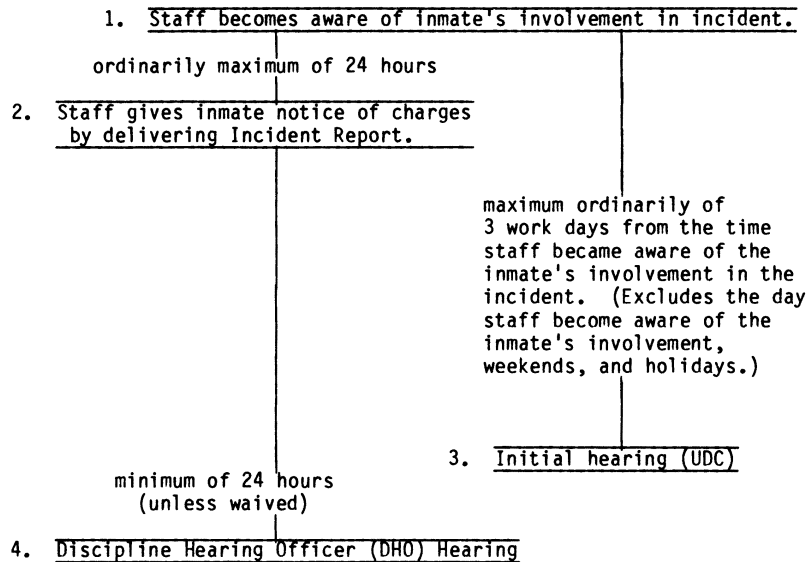 1. Staff becomes aware of inmate's involvement in incident.
ordinarily maximum of 24 hours
2. Staff gives inmate notice of charges
by delivering Incident Report.
maximum ordinarily of
3 work days from the time
staff became aware of the
inmate's involvement in the
incident. (Excludes the day
staff become aware of the
inmate's involvement,
weekends, and holidays.)
3. Initial hearing (UDC)
minimum of 24 hours
(unless waived)
4. Discipline Hearing Officer (DHO) Hearing